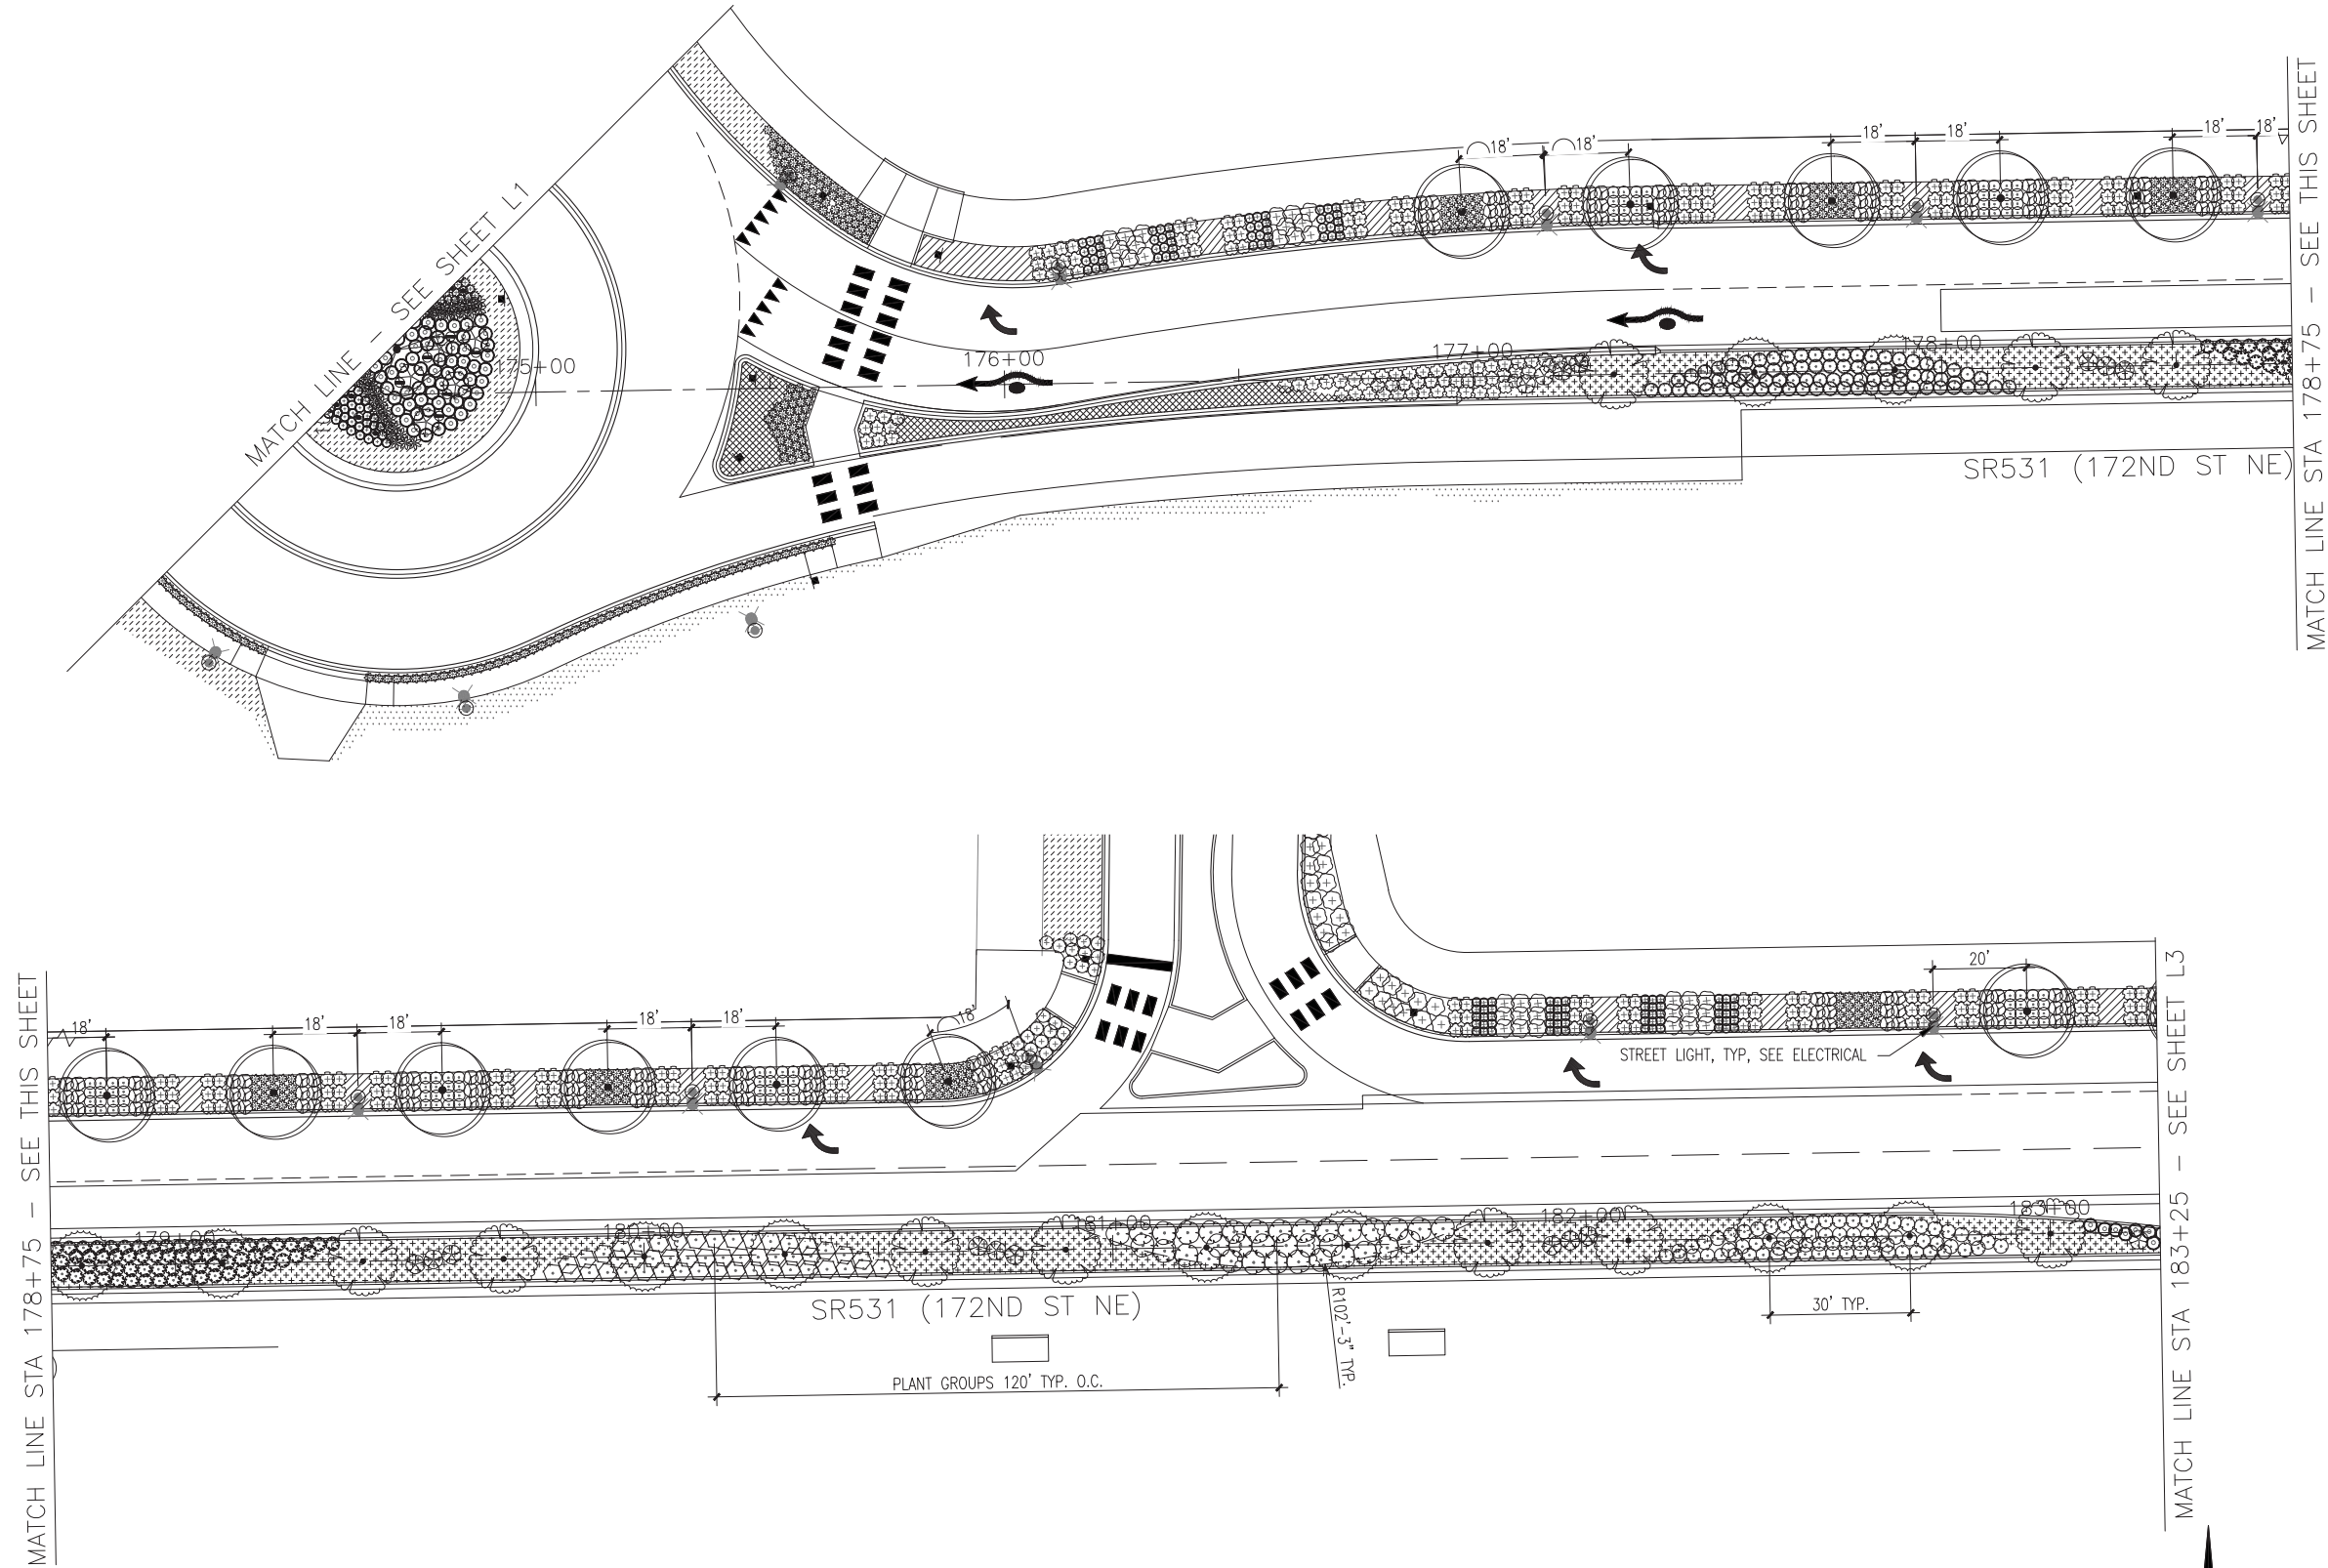 MATCH LINE - SEE SHEET L1
18'
18'
18'
18'
18'
18'
175+00
176+00
177+00
178+00
SR531 (172ND ST NE)
MATCH LINE STA 178+75 - SEE THIS SHEET
MATCH LINE STA 178+75 - SEE THIS SHEET
18'
18'
18'
18'
18'
18'
20'
STREET LIGHT, TYP, SEE ELECTRICAL
179+00
180+00
181+00
182+00
183+00
SR531 (172ND ST NE)
30' TYP.
R102'-3" TYP.
PLANT GROUPS 120' TYP. O.C.
MATCH LINE STA 183+25 - SEE SHEET L3